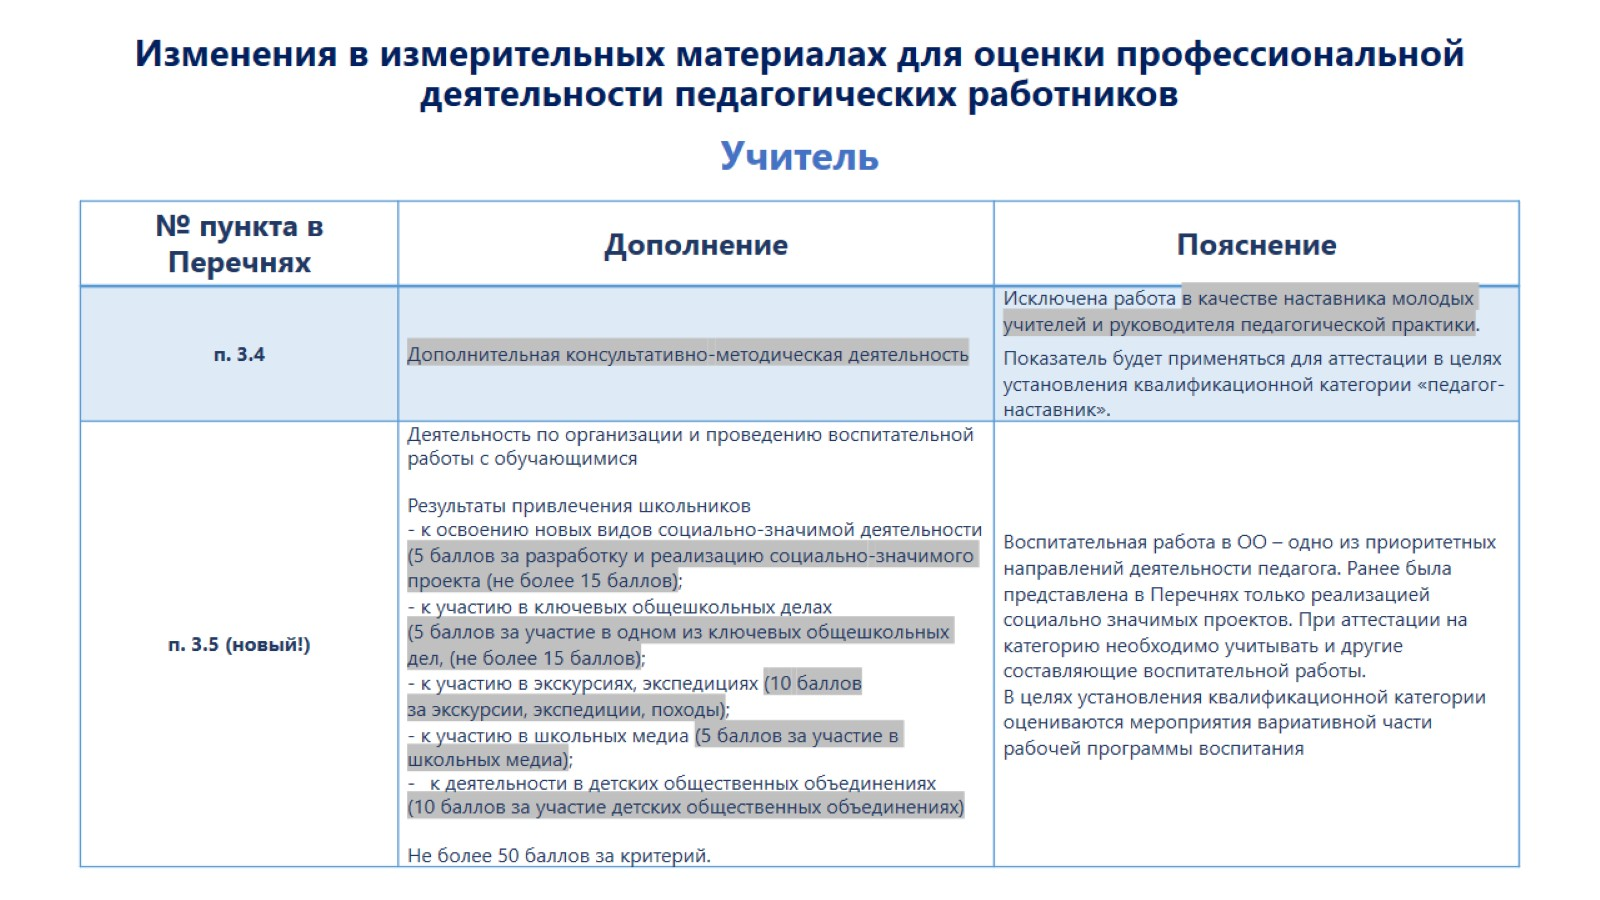 Изменения в измерительных материалах для оценки профессиональной
деятельности педагогических работников
Учитель
№ пункта в
Перечнях
Дополнение
Пояснение
п. 3.4
Дополнительная консультативно-методическая деятельность
Исключена работа в качестве наставника молодых
учителей и руководителя педагогической практики.
Показатель будет применяться для аттестации в целях
установления квалификационной категории «педагог-
наставник».
п. 3.5 (новый!)
Деятельность по организации и проведению воспитательной
работы с обучающимися
Результаты привлечения школьников
- к освоению новых видов социально-значимой деятельности
(5 баллов за разработку и реализацию социально-значимого
проекта (не более 15 баллов);
- к участию в ключевых общешкольных делах
(5 баллов за участие в одном из ключевых общешкольных
дел, (не более 15 баллов);
- к участию в экскурсиях, экспедициях (10 баллов
за экскурсии, экспедиции, походы);
- к участию в школьных медиа (5 баллов за участие в
школьных медиа);
- к деятельности в детских общественных объединениях
(10 баллов за участие детских общественных объединениях)
Не более 50 баллов за критерий.
Воспитательная работа в ОО – одно из приоритетных
направлений деятельности педагога. Ранее была
представлена в Перечнях только реализацией
социально значимых проектов. При аттестации на
категорию необходимо учитывать и другие
составляющие воспитательной работы.
В целях установления квалификационной категории
оцениваются мероприятия вариативной части
рабочей программы воспитания